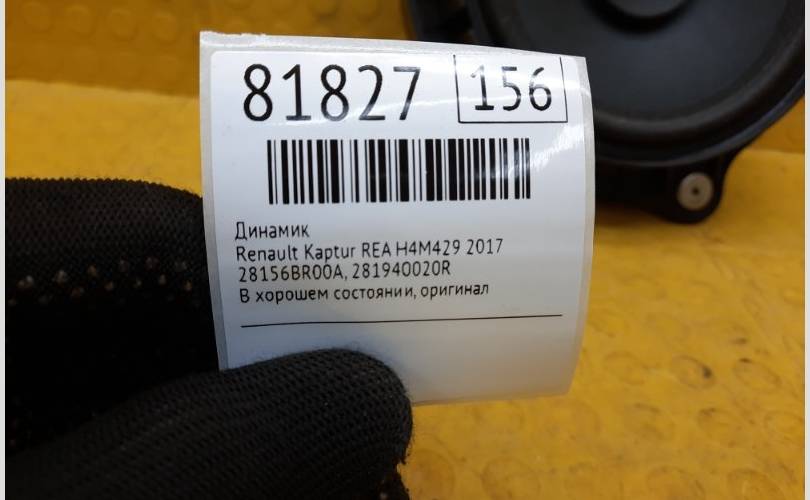 81827 156
Динамик
Renault Kaptur REA H4M429 2017
28156BR00A, 281940020R
В хорошем состоянии, оригинал